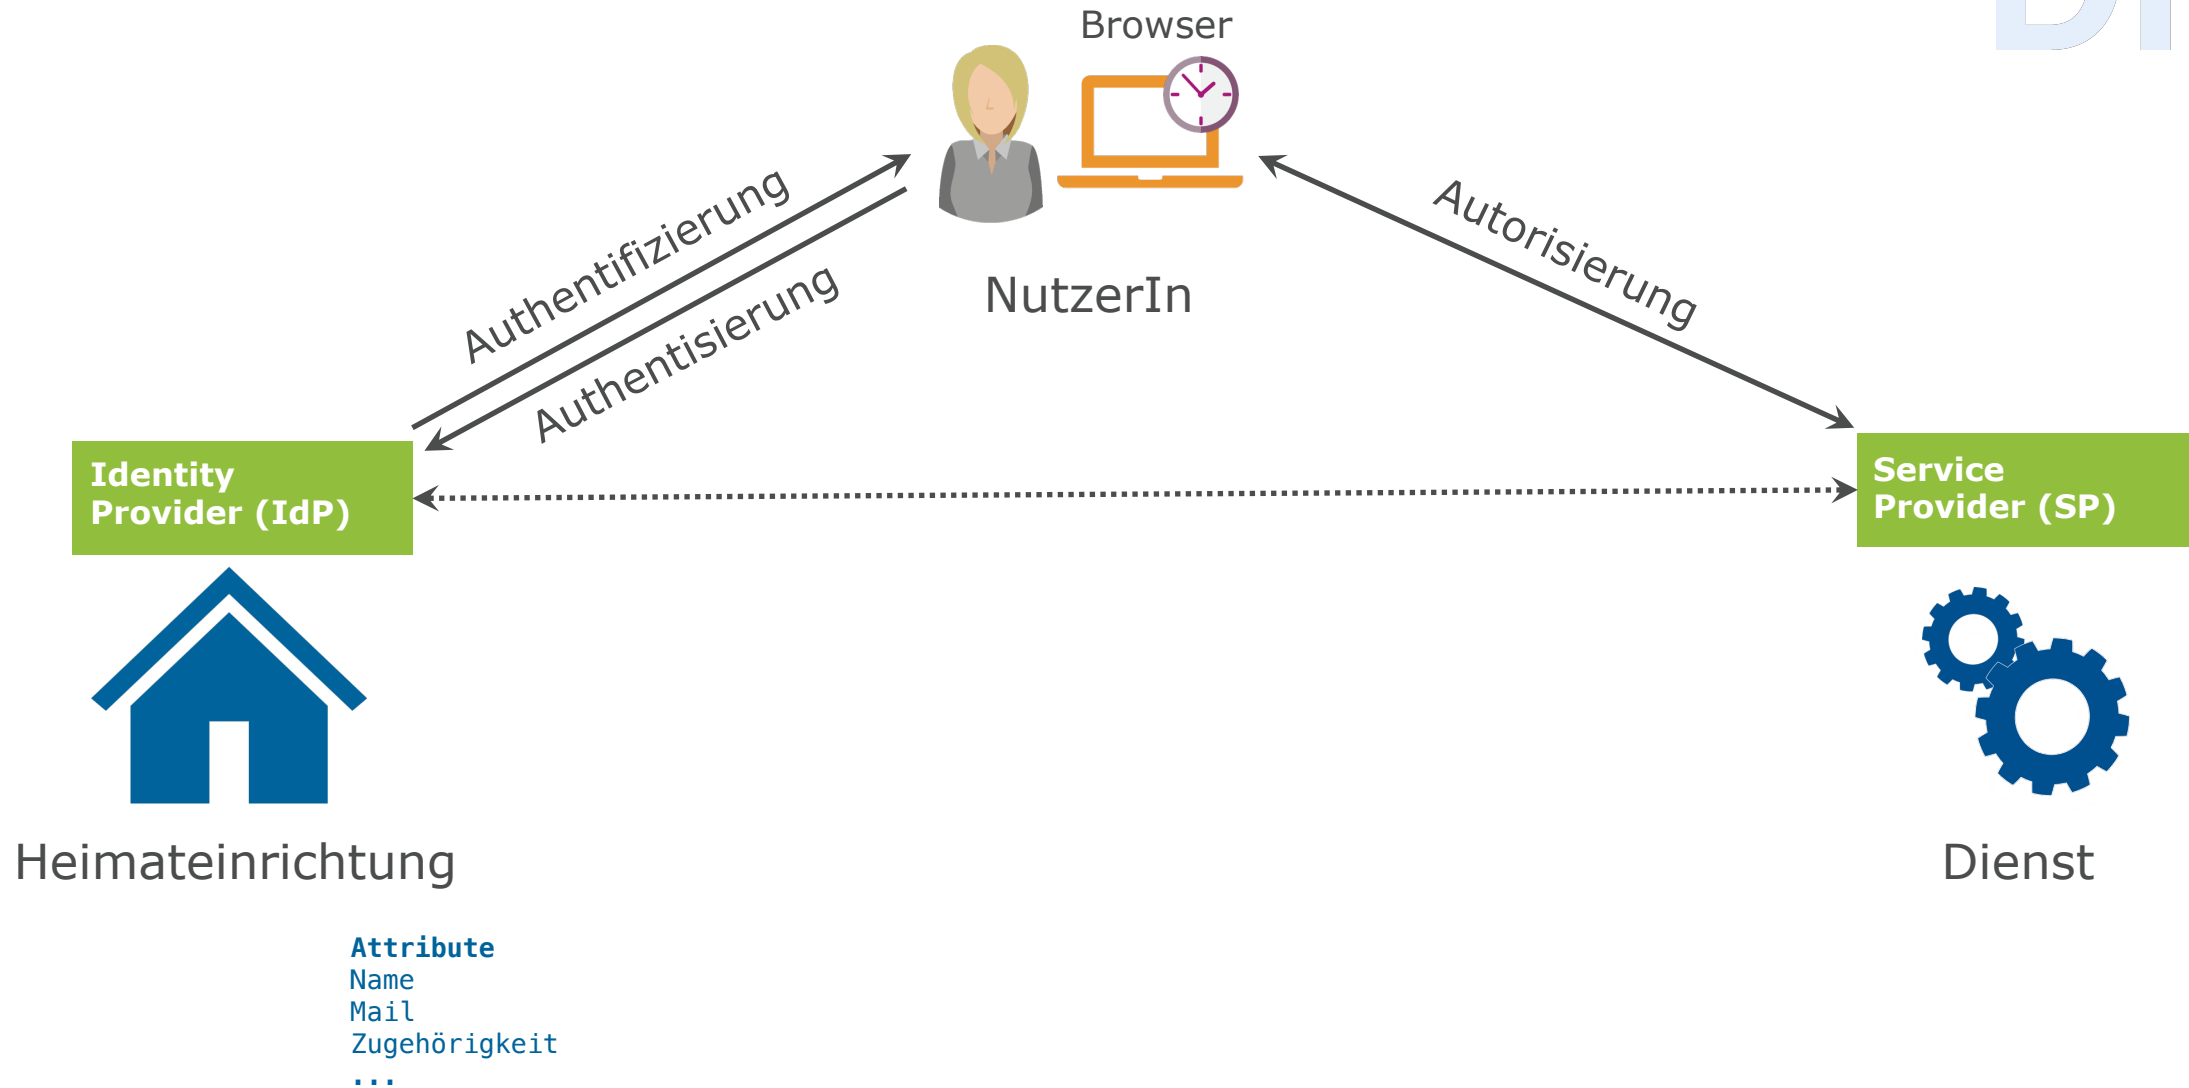 Browser
Authentifizierung
Authentisierung
Autorisierung
NutzerIn
Identity
Provider (IdP)
Service
Provider (SP)
Heimateinrichtung
Dienst
Attribute
Name
Mail
Zugehörigkeit
...